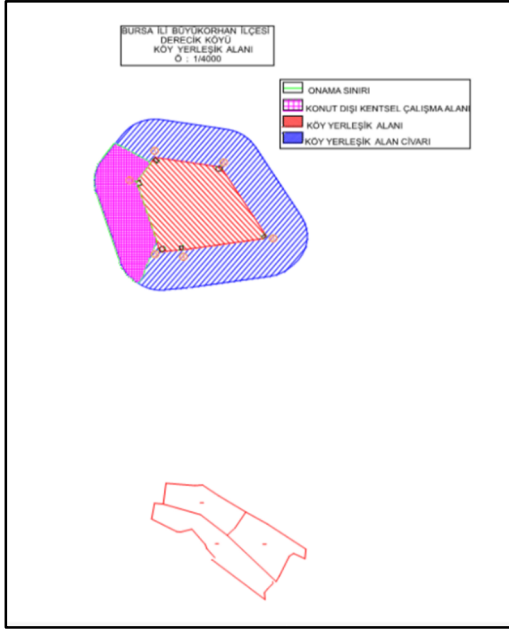 BURSA İLİ BÜYÜKORHAN İLÇESİ
DERECİK KÖYÜ
KÖY YERLEŞİK ALANI
Ö : 1/4000
ONAMA SINIRI
KONUT DIŞI KENTSEL ÇALIŞMA ALANI
KÖY YERLEŞİK ALANI
KÖY YERLEŞİK ALAN CİVARI